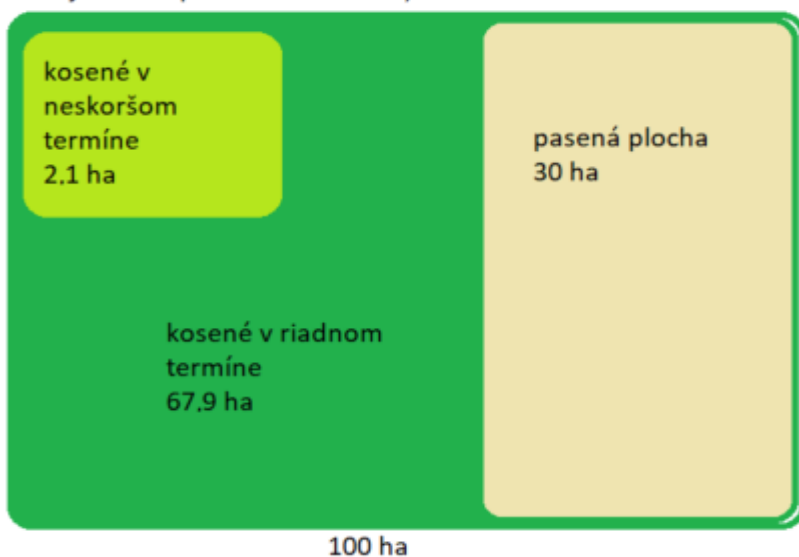 kosené v
neskoršom
termíne
2,1 ha
pasená plocha
30 ha
kosené v riadnom
termíne
67,9 ha
100 ha